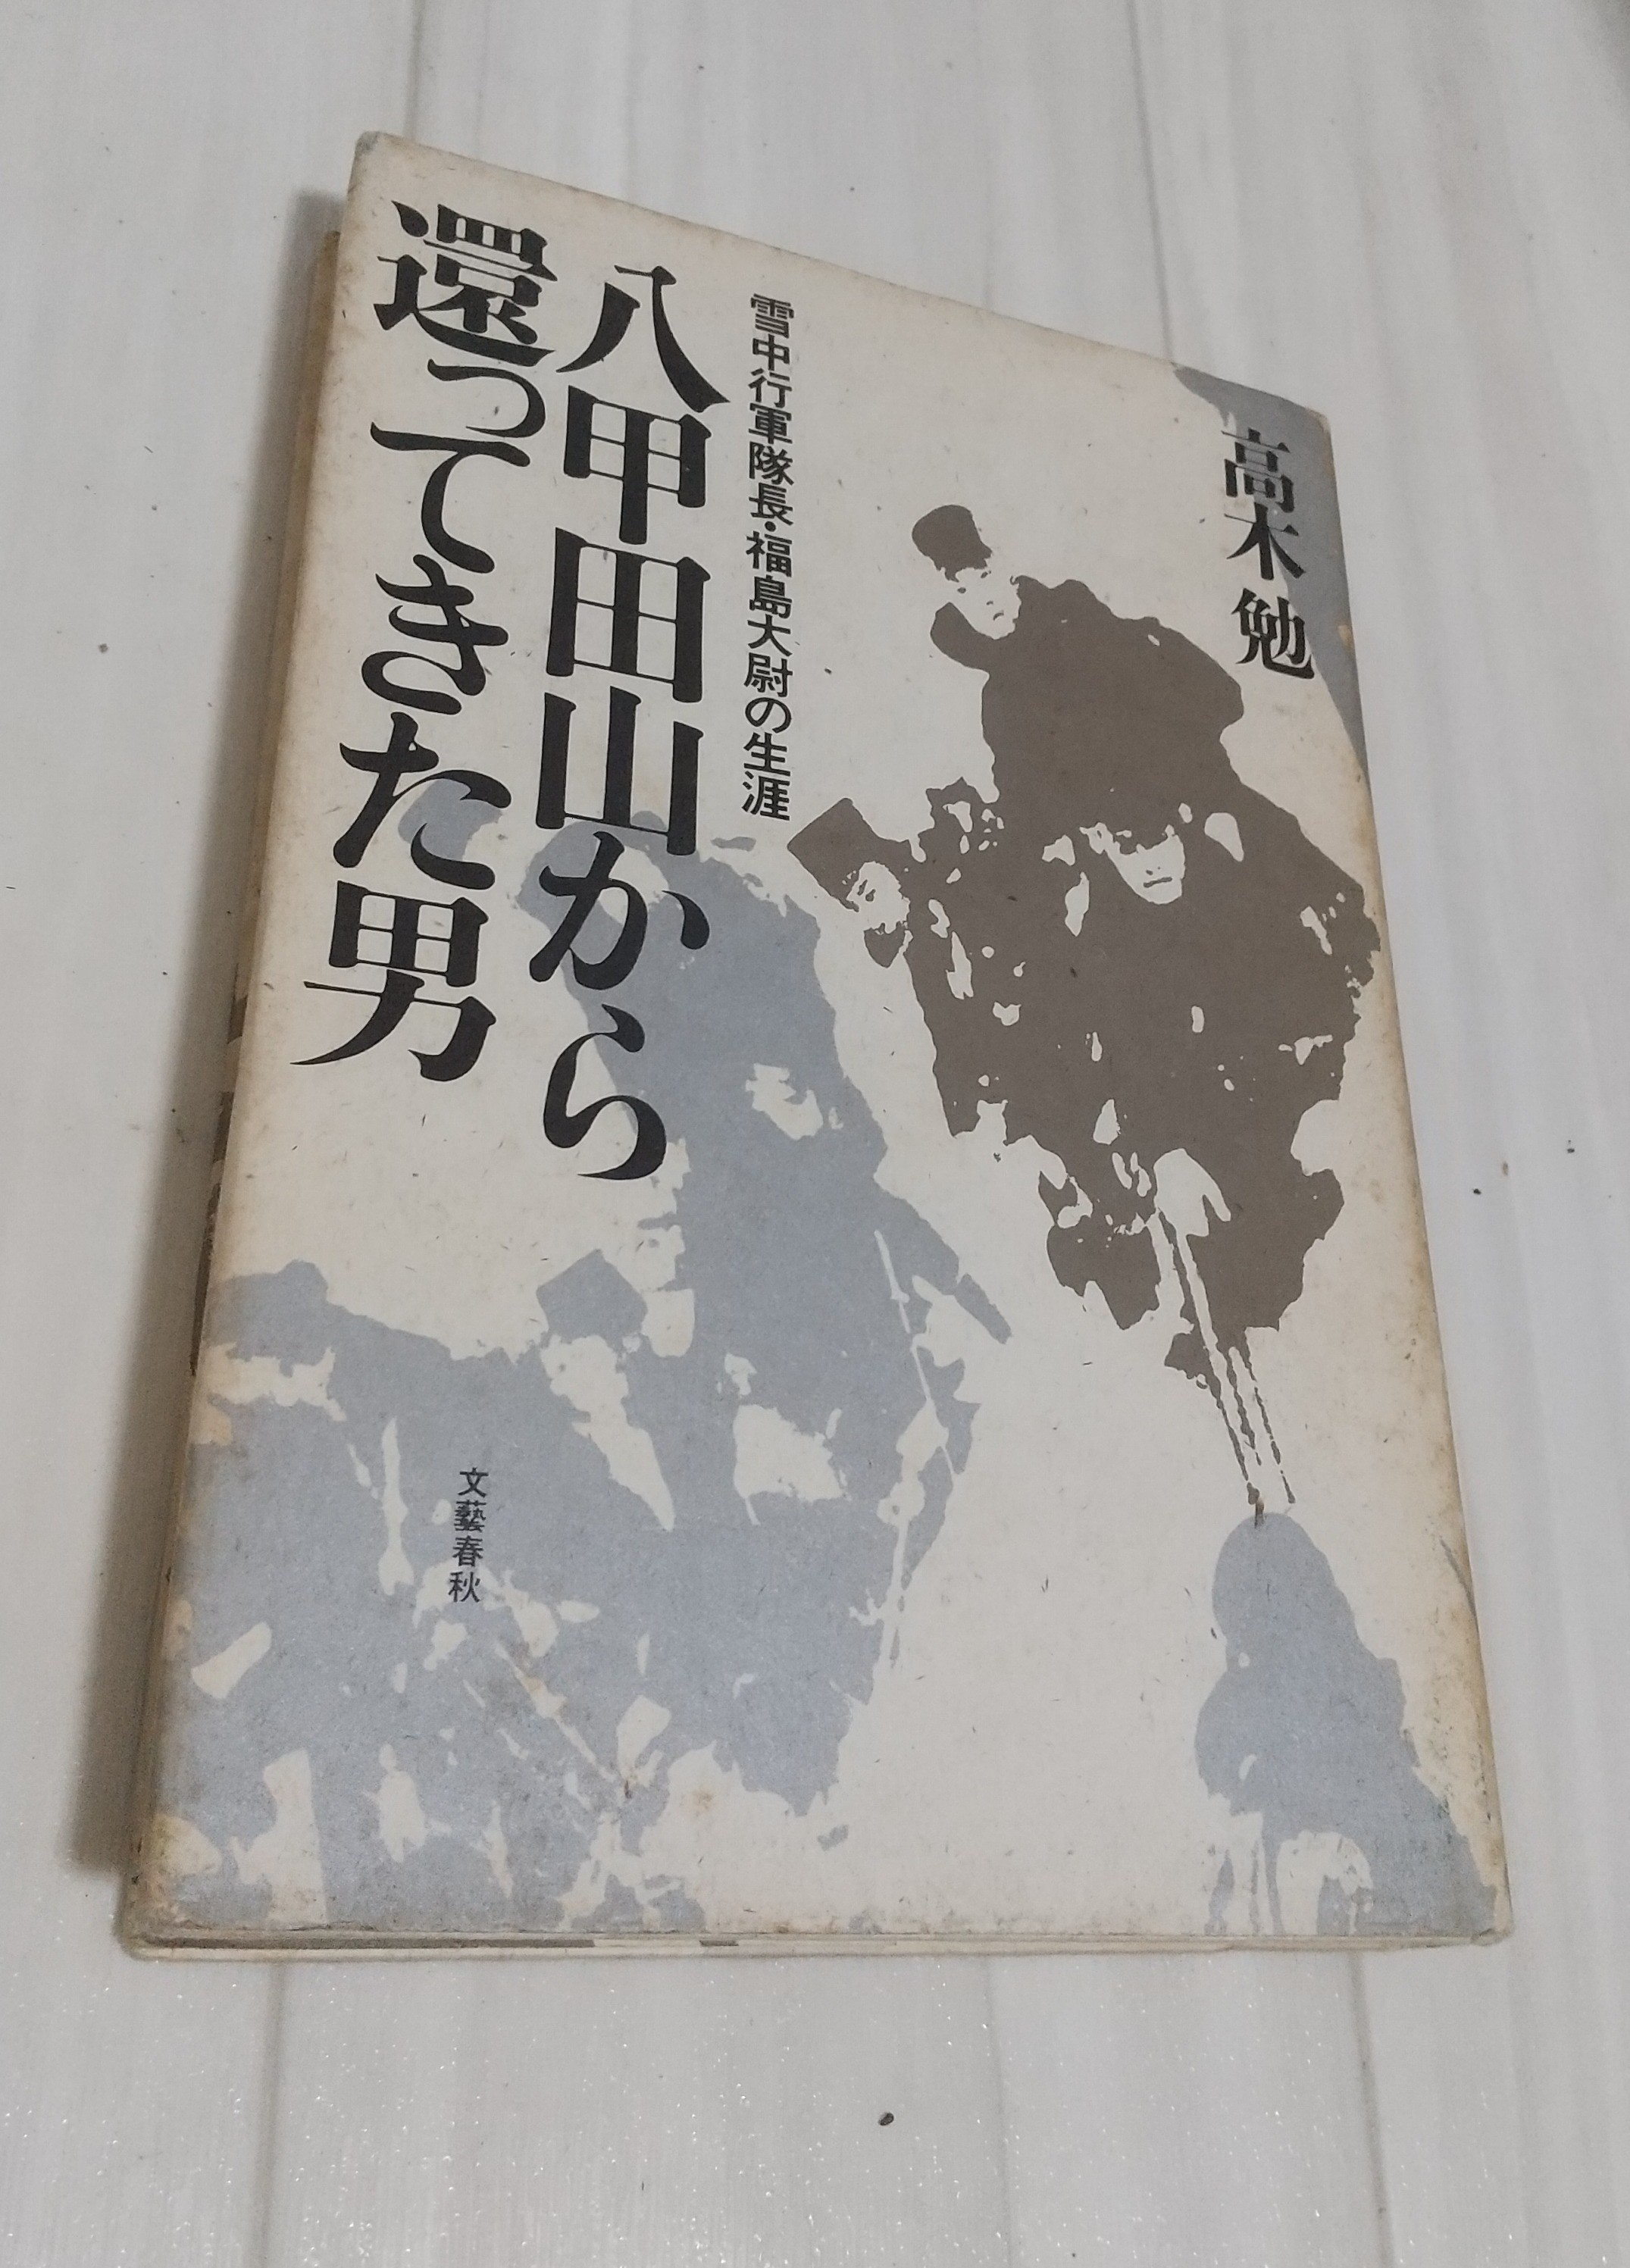 高木 勉
雪中行軍隊長・福島大尉の生涯
八甲田山から
還ってきた男
文藝春秋